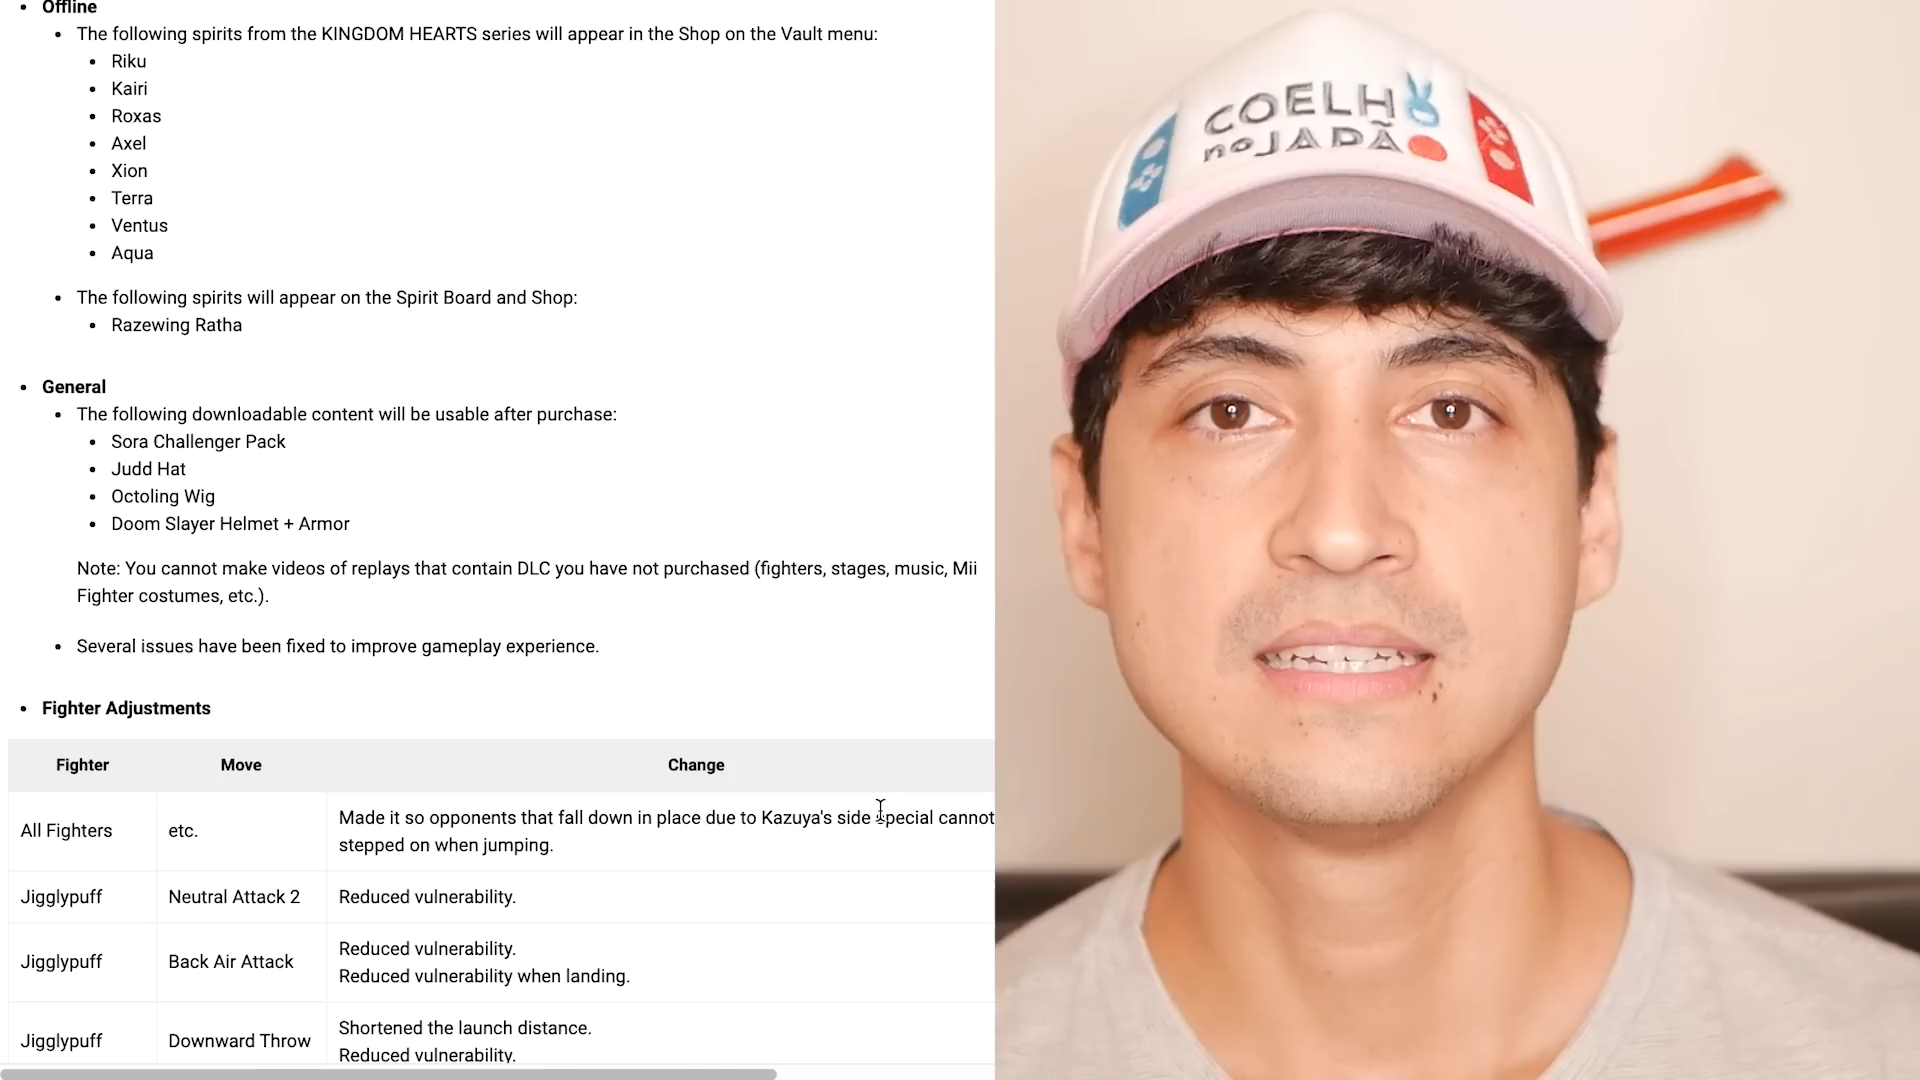 Offline
The following spirits from the KINGDOM HEARTS series will appear in the Shop on the Vault menu:
Riku
Kairi
Roxas
Axel
Xion
Terra
Ventus
Aqua
The following spirits will appear on the Spirit Board and Shop:
Razewing Ratha
General
The following downloadable content will be usable after purchase:
Sora Challenger Pack
Judd Hat
Octoling Wig
Doom Slayer Helmet + Armor
Note: You cannot make videos of replays that contain DLC you have not purchased (fighters, stages, music, Mii
Fighter costumes, etc.).
Several issues have been fixed to improve gameplay experience.
Fighter Adjustments
Fighter Move Change
All Fighters etc. Made it so opponents that fall down in place due to Kazuya's side special cannot
stepped on when jumping.
Jigglypuff Neutral Attack 2 Reduced vulnerability.
Jigglypuff Back Air Attack Reduced vulnerability.
Reduced vulnerability when landing.
Jigglypuff Downward Throw Shortened the launch distance.
Reduced vulnerability.
COELH
no JAPÃ